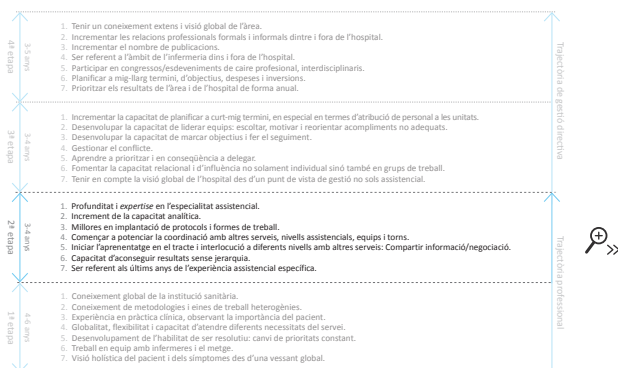 4ª etapa
3-5 anys
1. Tenir un coneixement extens i visió global de l'àrea.
2. Incrementar les relacions professionals formals i informals dintre i fora de l'hospital.
3. Incrementar el nombre de publicacions.
4. Ser referent a l'àmbit de l'infermeria dins i fora de l'hospital.
5. Participar en congressos/esdeveniments de caire professional, interdisciplinaris.
6. Planificar a mig-llarg termini, d'objectius, despeses i inversions.
7. Prioritzar els resultats de l'àrea i de l'hospital de forma anual.
Trajectòria de gestió directiva
3ª etapa
3-4 anys
1. Incrementar la capacitat de planificar a curt-mig termini, en especial en termes d'atribució de personal a les unitats.
2. Desenvolupar la capacitat de liderar equips: escoltar, motivar i reorientar acompliments no adequats.
3. Desenvolupar la capacitat de marcar objectius i fer el seguiment.
4. Gestionar el conflicte.
5. Aprendre a prioritzar i en conseqüència a delegar.
6. Fomentar la capacitat relacional i d'influència no solament individual sinó també en grups de treball.
7. Tenir en compte la visió global de l'hospital des d'un punt de vista de gestió no sols assistencial.
2ª etapa
3-4 anys
1. Profunditat i expertise en l'especialitat assistencial.
2. Increment de la capacitat analítica.
3. Millores en implantació de protocols i formes de treball.
4. Començar a potenciar la coordinació amb altres serveis, nivells assistencials, equips i torns.
5. Iniciar l'aprenentatge en el tracte i interlocució a diferents nivells amb altres serveis: Compartir informació/negociació.
6. Capacitat d'aconseguir resultats sense jerarquia.
7. Ser referent als últims anys de l'experiència assistencial específica.
Trajectòria professional
1ª etapa
4-6 anys
1. Coneixement global de la institució sanitària.
2. Coneixement de metodologies i eines de treball heterogènies.
3. Experiència en pràctica clínica, observant la importància del pacient.
4. Globalitat, flexibilitat i capacitat d'atendre diferents necessitats del servei.
5. Desenvolupament de l'habilitat de ser resolutiu: canvi de prioritats constant.
6. Treball en equip amb infermeres i el metge.
7. Visió holística del pacient i dels símptomes des d'una vessant global.